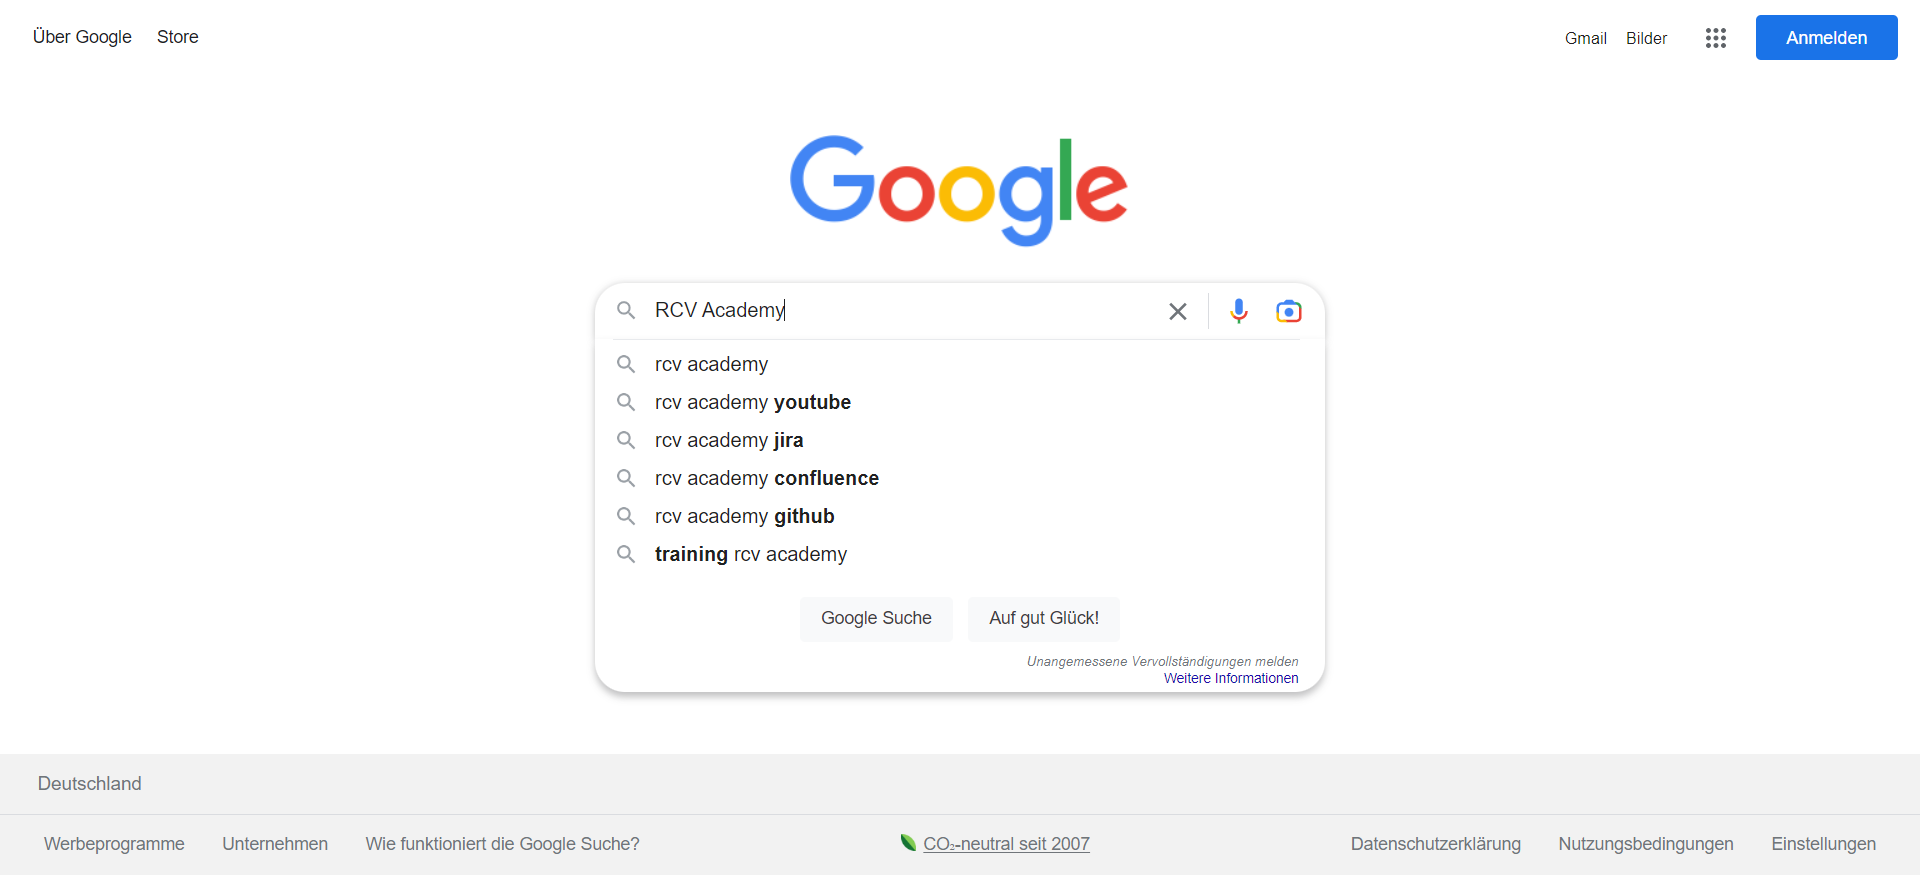 Über Google Store Gmail Bilder Anmelden
Google
RCV Academy
rcv academy
rcv academy youtube
rcv academy jira
rcv academy confluence
rcv academy github
training rcv academy
Google Suche Auf gut Glück!
Unangemessene Vervollständigungen melden
Weitere Informationen
Deutschland
Werbeprogramme Unternehmen Wie funktioniert die Google Suche? CO₂-neutral seit 2007 Datenschutzerklärung Nutzungsbedingungen Einstellungen